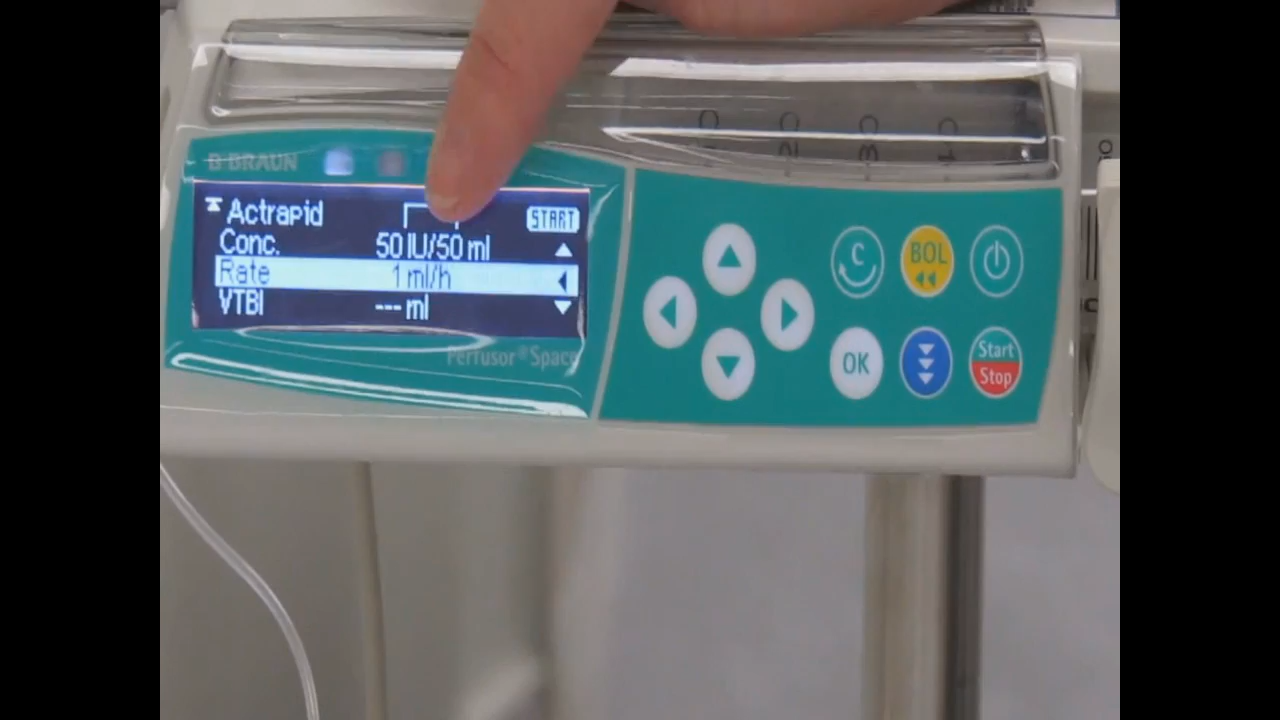 B BRAUN
Actrapid START
Conc. 50 IU/50 ml
Rate 1 ml/h
VTBI --- ml
Perfusor® Space
C
BOL
OK
Start
Stop